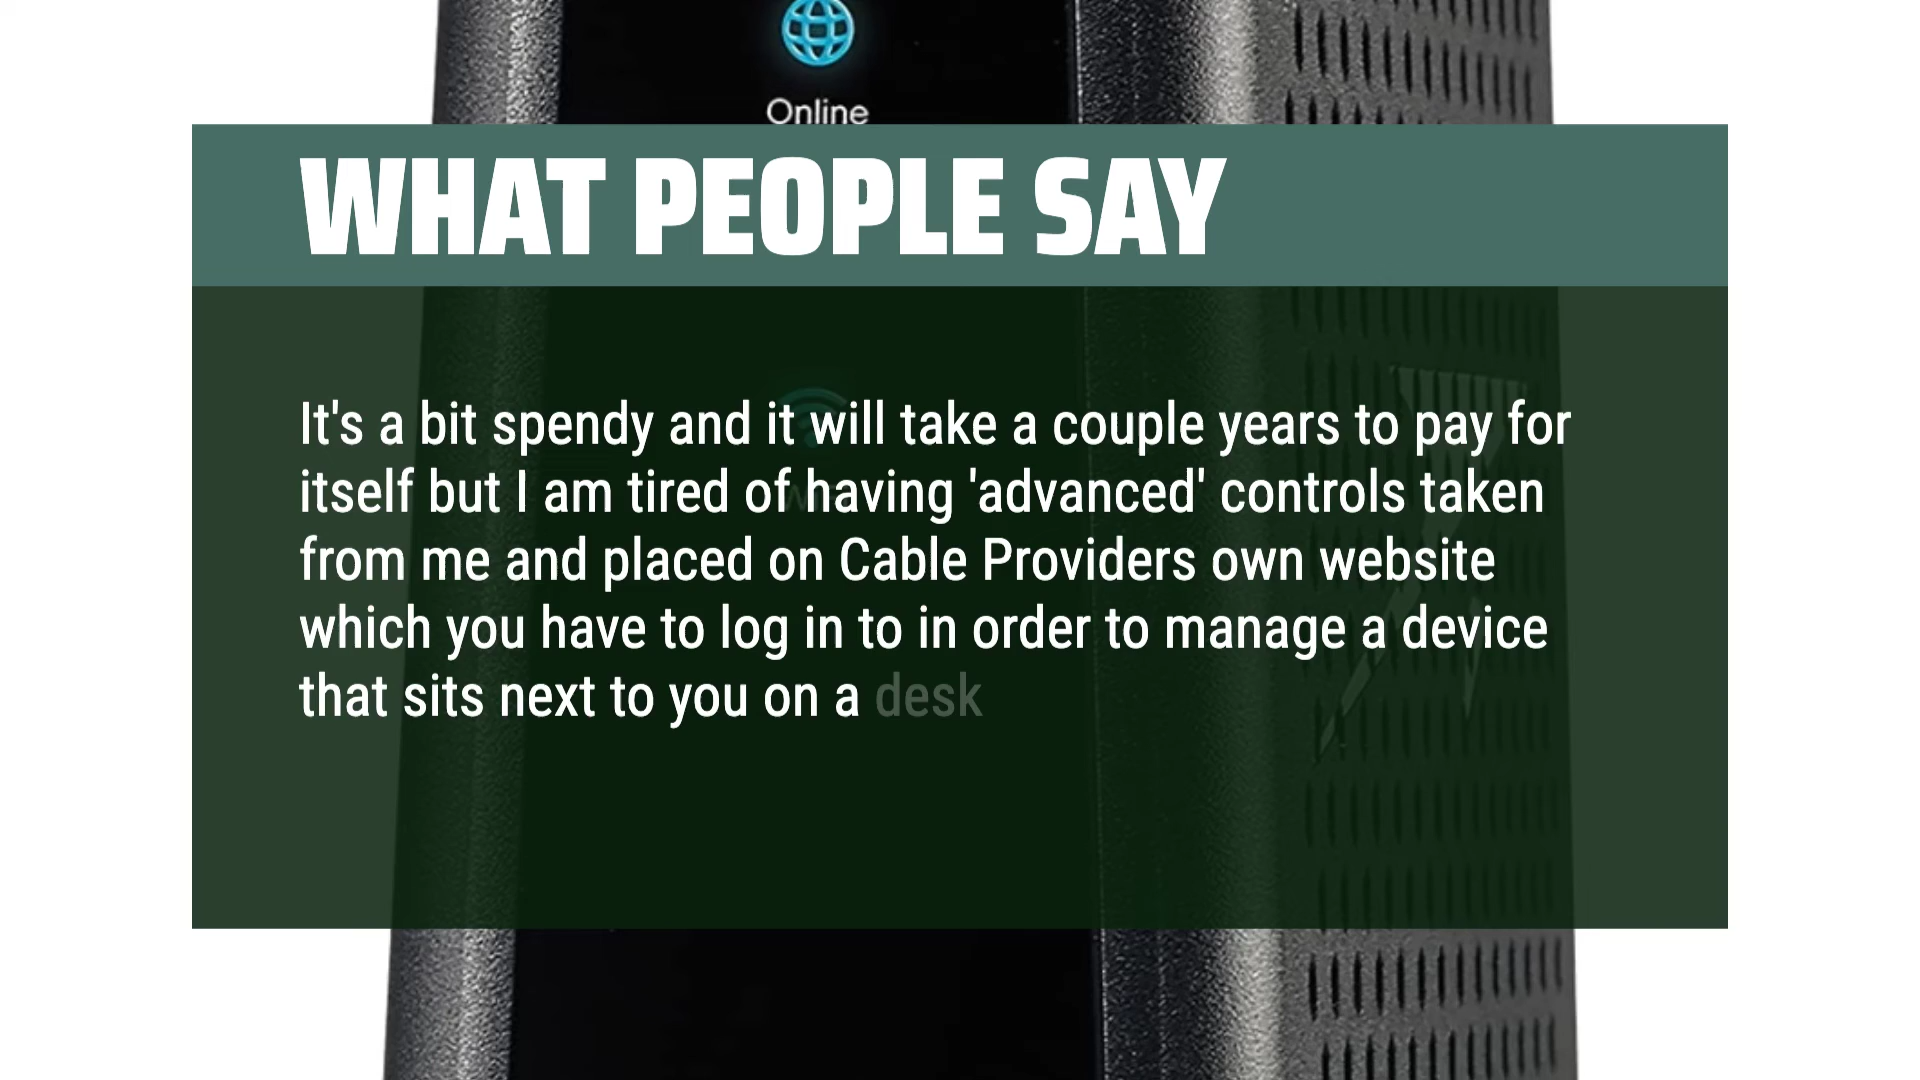 Online
WHAT PEOPLE SAY
It's a bit spendy and it will take a couple years to pay for
itself but I am tired of having 'advanced' controls taken
from me and placed on Cable Providers own website
which you have to log in to in order to manage a device
that sits next to you on a desk